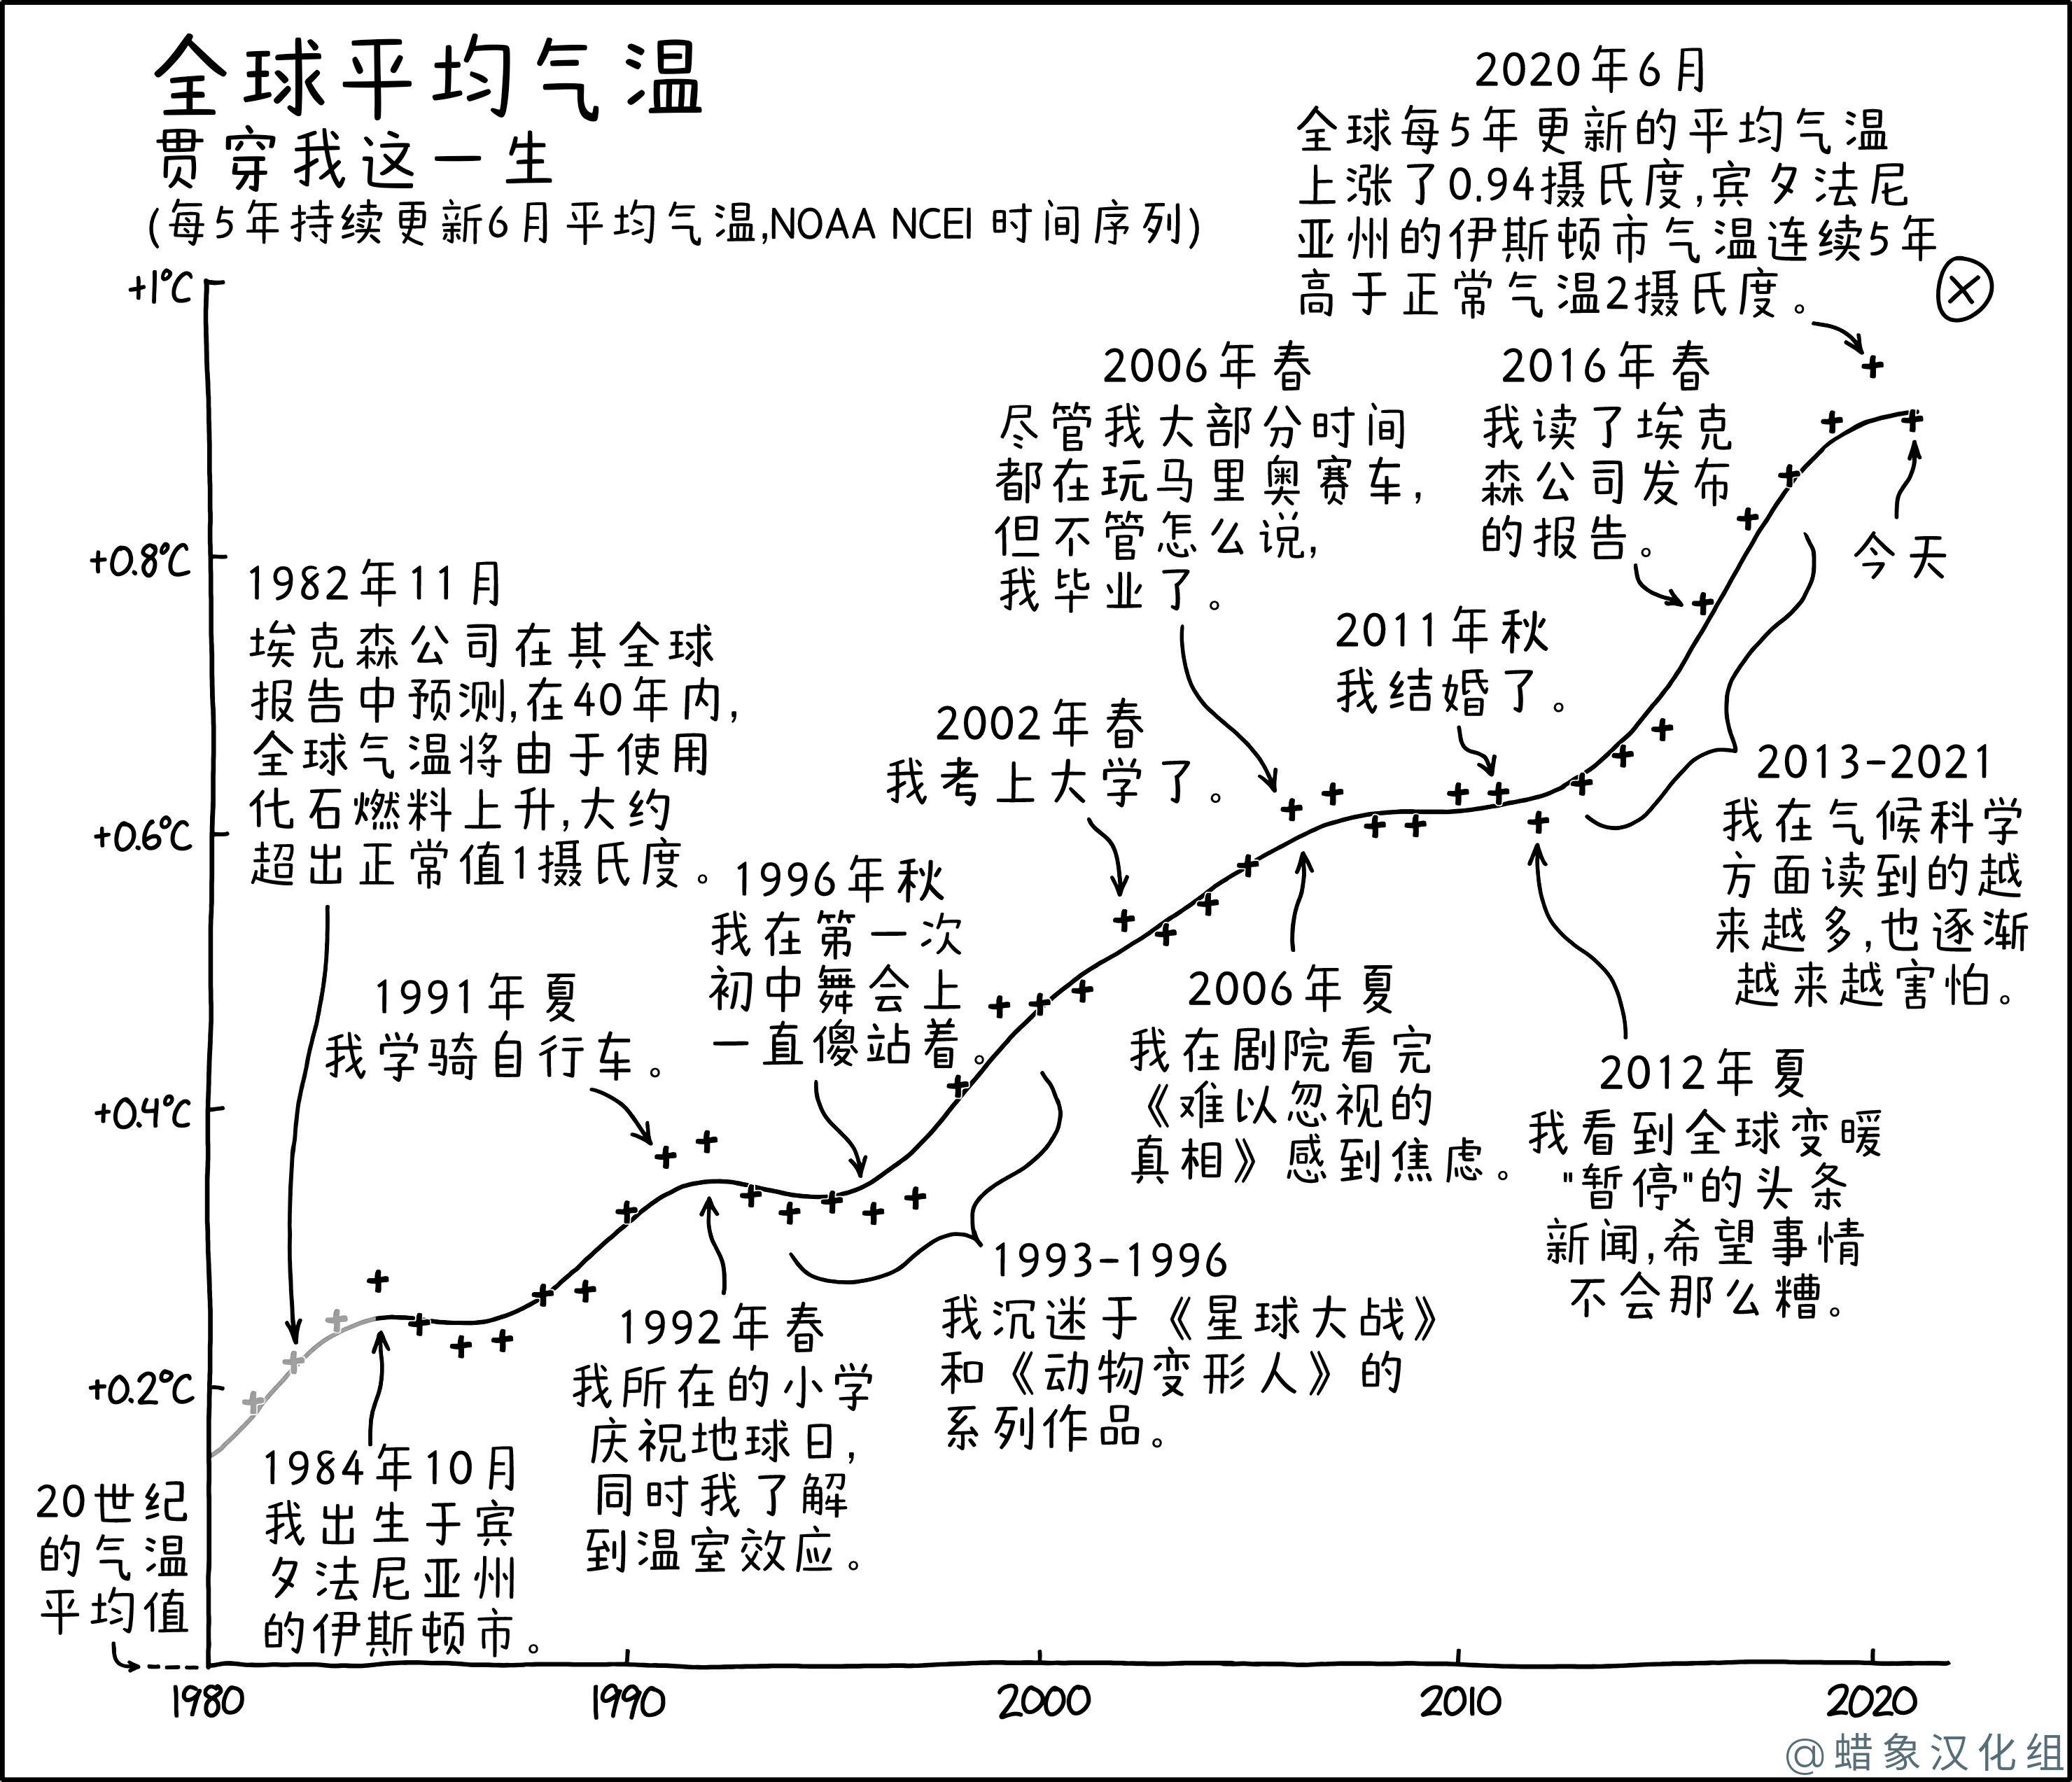 全球平均气温
贯穿我这一生
(每5年持续更新6月平均气温,NOAA NCEI 时间序列)
2020年6月
全球每5年更新的平均气温
上涨了0.94摄氏度,宾夕法尼
亚州的伊斯顿市气温连续5年
高于正常气温2摄氏度。
+1°C
+0.8°C
+0.6°C
+0.4°C
+0.2°C
20世纪
的气温
平均值
1982年11月
埃克森公司在其全球
报告中预测,在40年内,
全球气温将由于使用
化石燃料上升,大约
超出正常值1摄氏度。
1984年10月
我出生于宾
夕法尼亚州
的伊斯顿市。
1991年夏
我学骑自行车。
1992年春
我所在的小学
庆祝地球日,
同时我了解
到温室效应。
1993-1996
我沉迷于《星球大战》
和《动物变形人》的
系列作品。
1996年秋
我在第一次
初中舞会上
一直傻站着。
2002年春
我考上大学了。
2006年春
尽管我大部分时间
都在玩马里奥赛车,
但不管怎么说,
我毕业了。
2006年夏
我在剧院看完
《难以忽视的
真相》感到焦虑。
2011年秋
我结婚了。
2012年夏
我看到全球变暖
"暂停"的头条
新闻,希望事情
不会那么糟。
2016年春
我读了埃克
森公司发布
的报告。
2013-2021
我在气候科学
方面读到的越
来越多,也逐渐
越来越害怕。
今天
1980
1990
2000
2010
2020
@蜡象汉化组